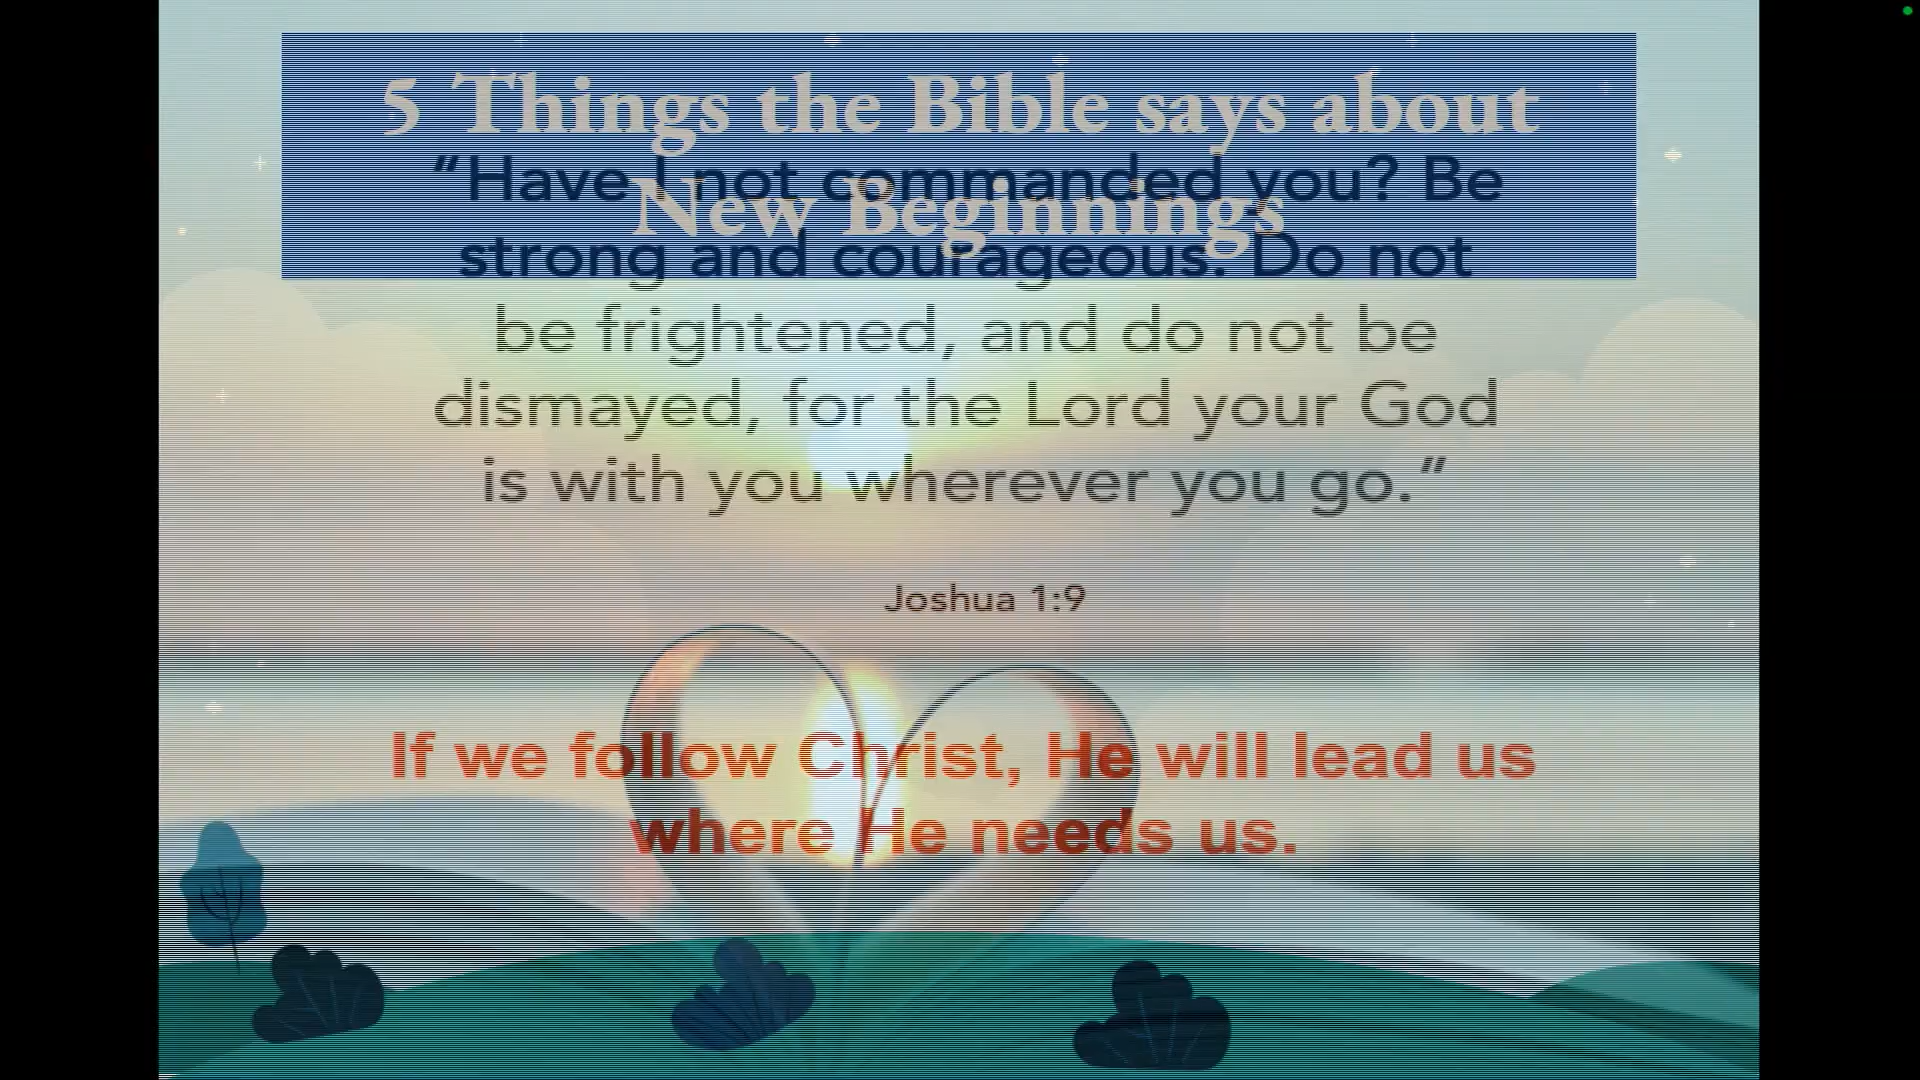 5 Things the Bible says about
New Beginnings
“Have I not commanded you? Be
strong and courageous. Do not
be frightened, and do not be
dismayed, for the Lord your God
is with you wherever you go.”
Joshua 1:9
If we follow Christ, He will lead us
where He needs us.